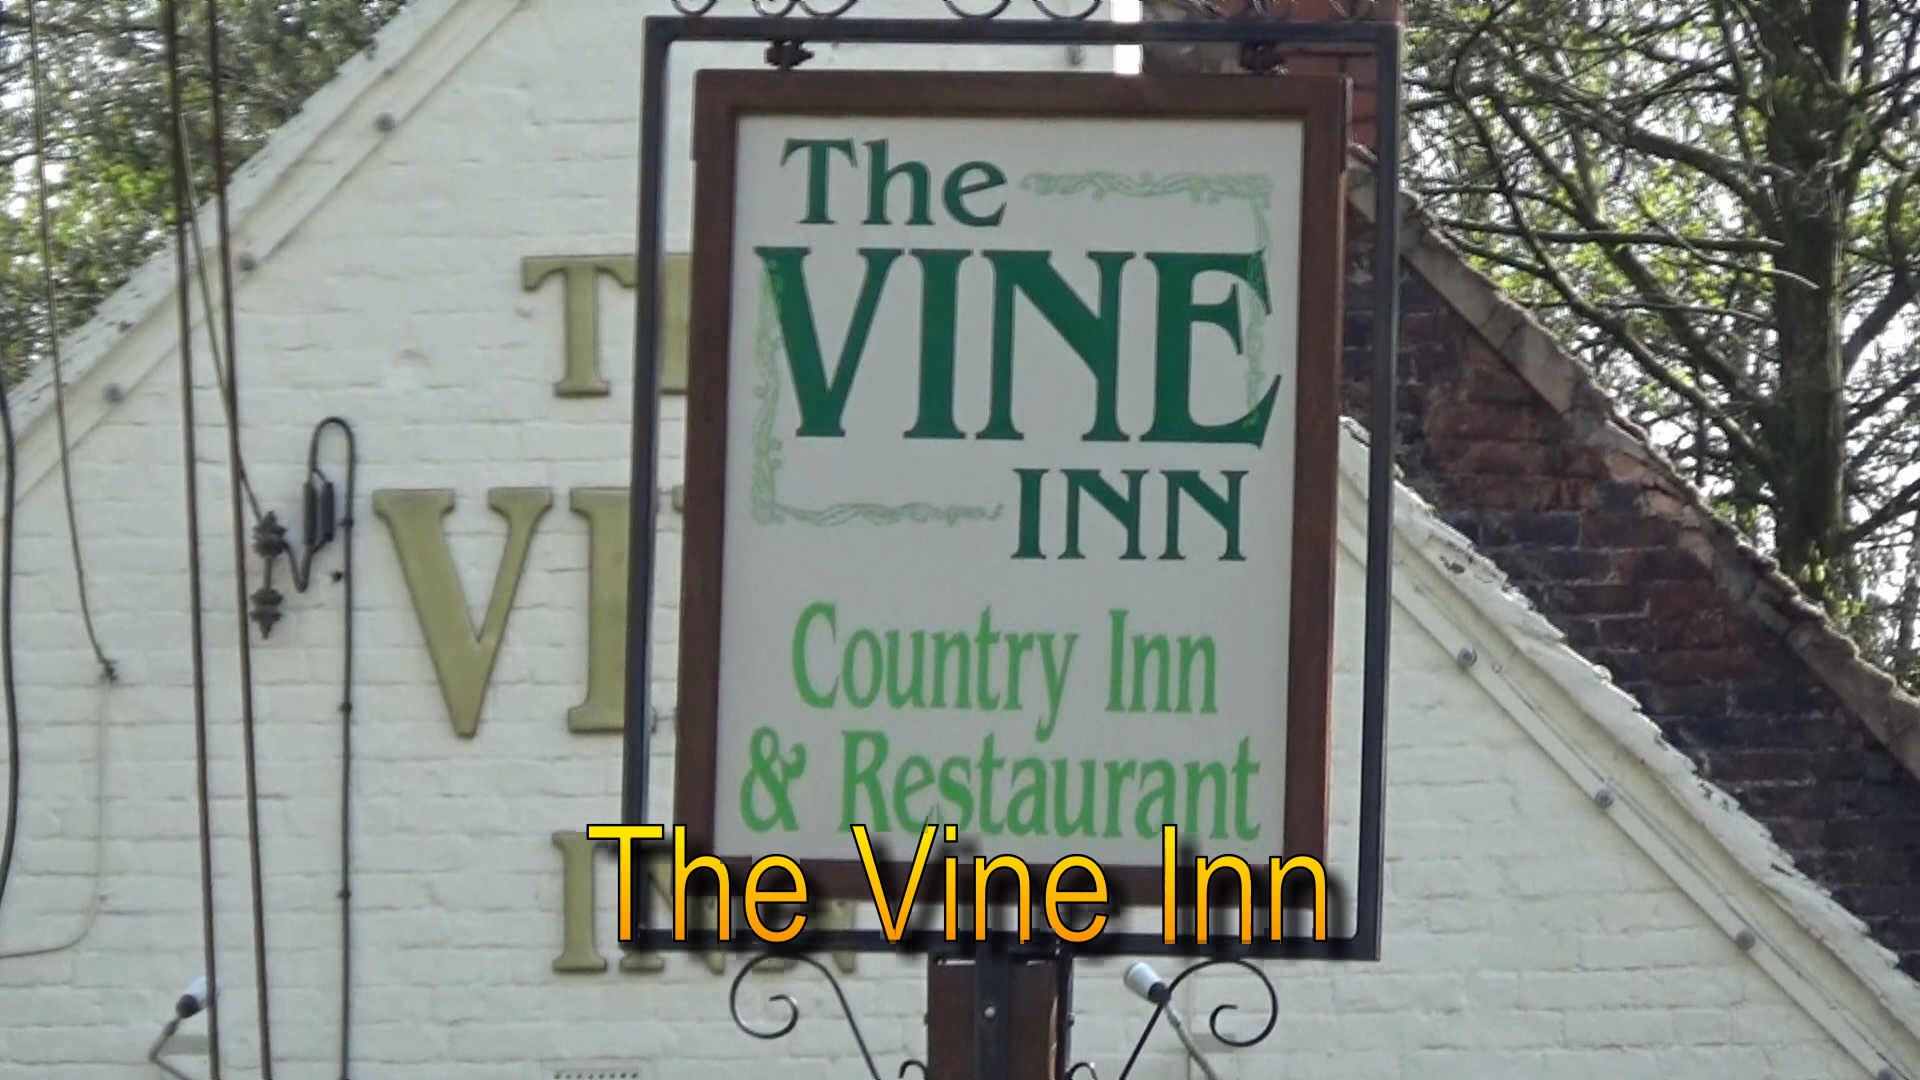 The
VINE
INN
Country Inn
& Restaurant
The Vine Inn